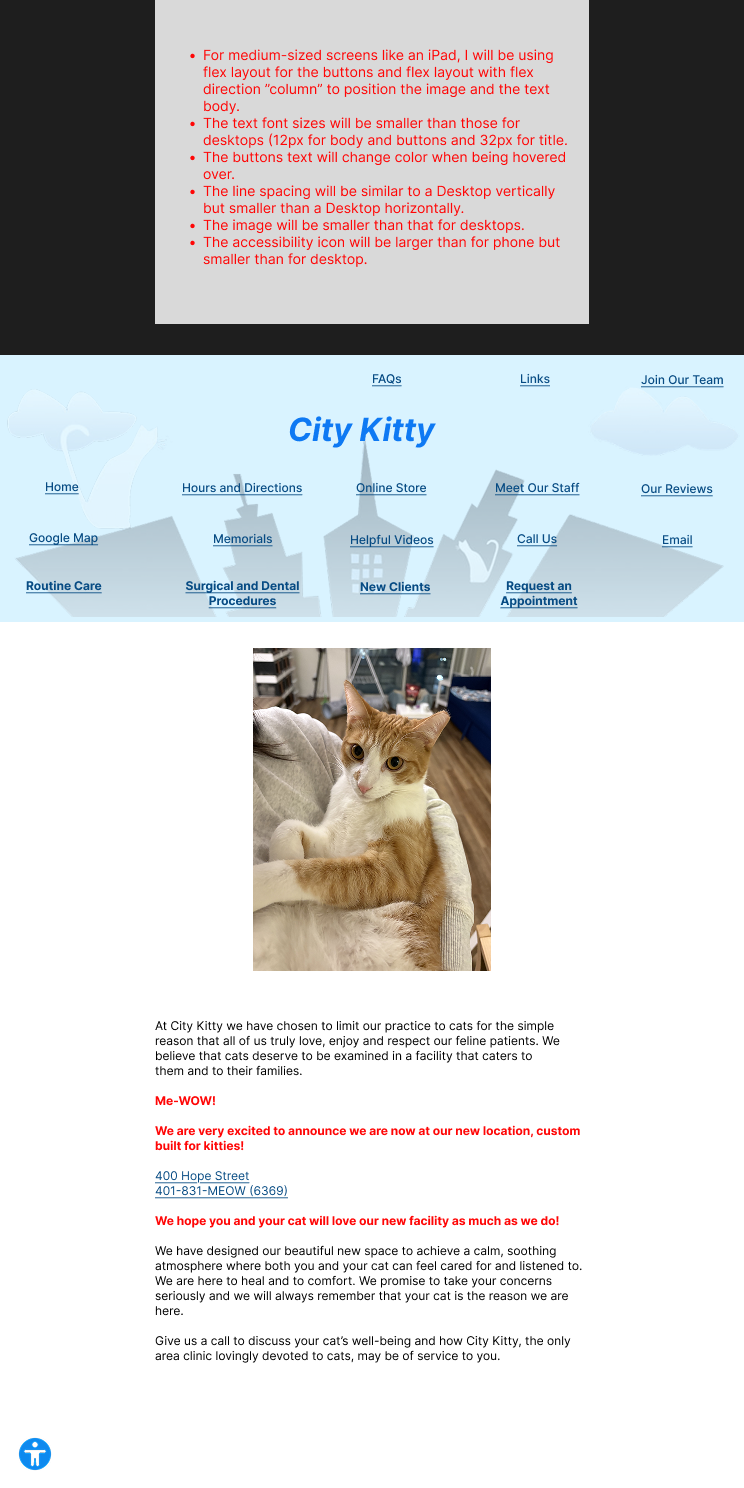 • For medium-sized screens like an iPad, I will be using
flex layout for the buttons and flex layout with flex
direction ”column” to position the image and the text
body.
• The text font sizes will be smaller than those for
desktops (12px for body and buttons and 32px for title.
• The buttons text will change color when being hovered
over.
• The line spacing will be similar to a Desktop vertically
but smaller than a Desktop horizontally.
• The image will be smaller than that for desktops.
• The accessibility icon will be larger than for phone but
smaller than for desktop.
FAQs Links Join Our Team
City Kitty
Home Hours and Directions Online Store Meet Our Staff Our Reviews
Google Map Memorials Helpful Videos Call Us Email
Routine Care Surgical and Dental New Clients Request an
Procedures Appointment
At City Kitty we have chosen to limit our practice to cats for the simple
reason that all of us truly love, enjoy and respect our feline patients. We
believe that cats deserve to be examined in a facility that caters to
them and to their families.
Me-WOW!
We are very excited to announce we are now at our new location, custom
built for kitties!
400 Hope Street
401-831-MEOW (6369)
We hope you and your cat will love our new facility as much as we do!
We have designed our beautiful new space to achieve a calm, soothing
atmosphere where both you and your cat can feel cared for and listened to.
We are here to heal and to comfort. We promise to take your concerns
seriously and we will always remember that your cat is the reason we are
here.
Give us a call to discuss your cat’s well-being and how City Kitty, the only
area clinic lovingly devoted to cats, may be of service to you.